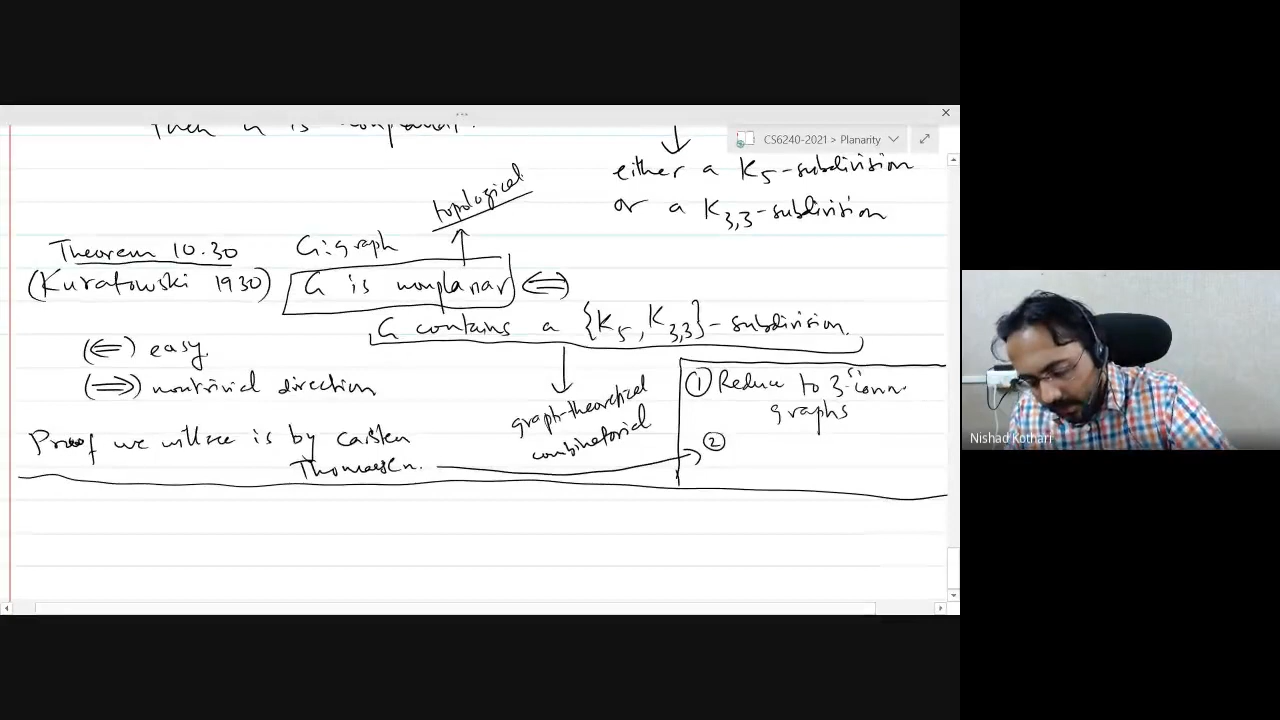 Then G is nonplanar.
CS6240-2021 > Planarity
either a K5-subdivision
or a K3,3-subdivision
topological
Theorem 10.30 G:graph
(Kuratowski 1930) G is nonplanar ⇔
G contains a {K5, K3,3}-subdivision.
(⇐) easy.
(⇒) nontrivial direction
graph-theoretical
combinatorial
① Reduce to 3-conn.
graphs
②
Proof we will see is by Carsten
Thomassen.
Nishad Kothari